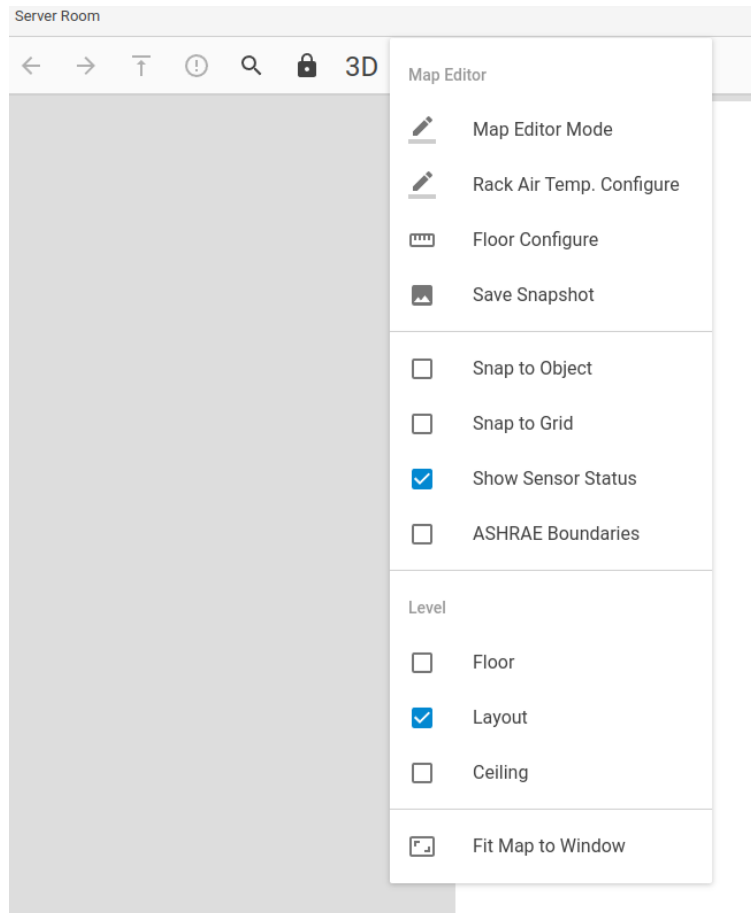 Server Room
3D
Map Editor
Map Editor Mode
Rack Air Temp. Configure
Floor Configure
Save Snapshot
Snap to Object
Snap to Grid
Show Sensor Status
ASHRAE Boundaries
Level
Floor
Layout
Ceiling
Fit Map to Window